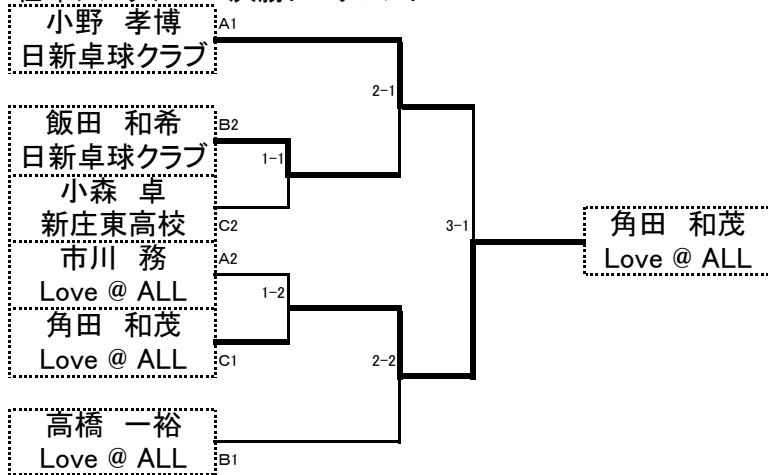 小野　孝博
日新卓球クラブ
A1
2-1
飯田　和希
日新卓球クラブ
B2
1-1
小森　卓
新庄東高校
C2
3-1
角田　和茂
Love @ ALL
市川　務
Love @ ALL
A2
1-2
角田　和茂
Love @ ALL
C1
2-2
高橋　一裕
Love @ ALL
B1